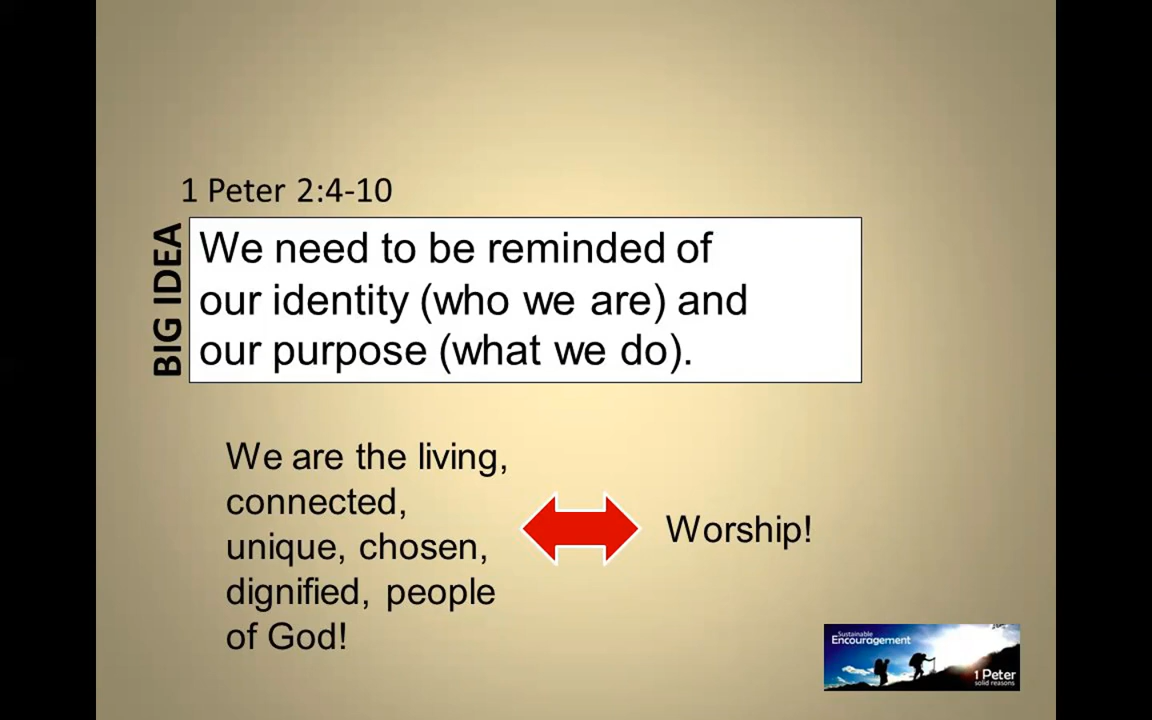 1 Peter 2:4-10
BIG IDEA
We need to be reminded of
our identity (who we are) and
our purpose (what we do).
We are the living,
connected,
unique, chosen,
dignified, people
of God!
Worship!
Sustainable
Encouragement
1 Peter
solid reasons